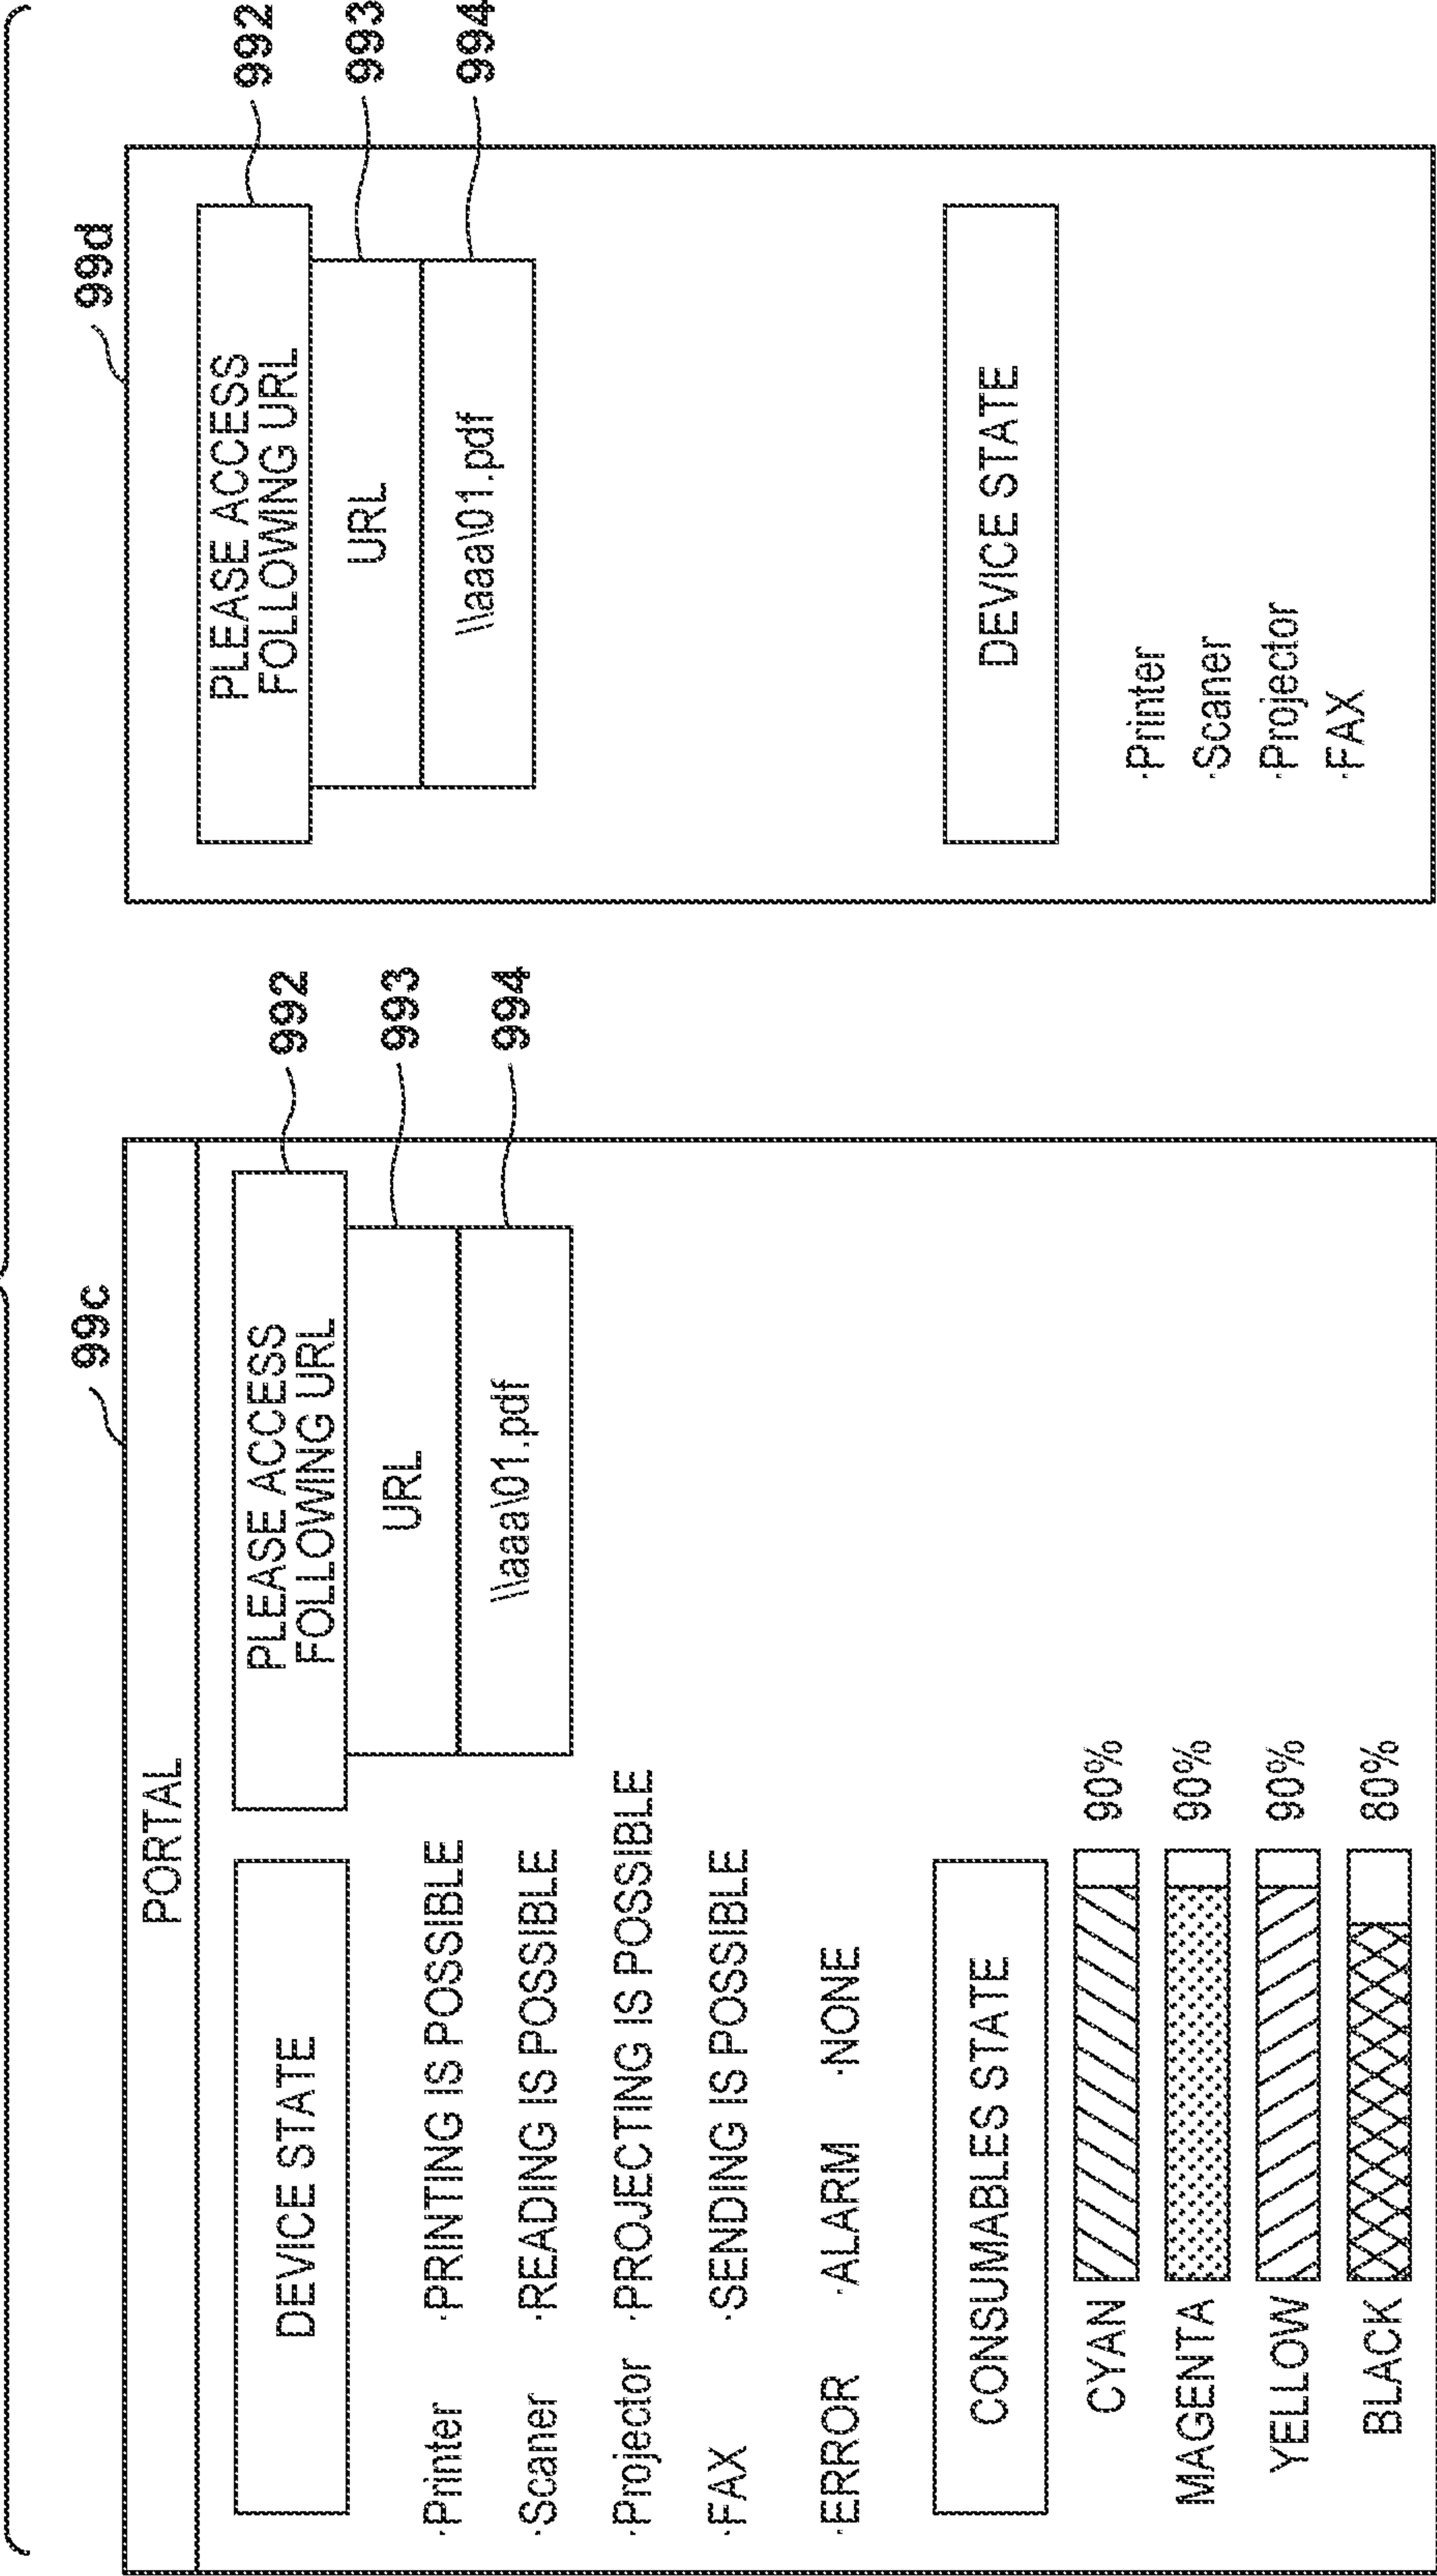 99c
PORTAL
DEVICE STATE
·Printer ·PRINTING IS POSSIBLE
·Scaner ·READING IS POSSIBLE
·Projector ·PROJECTING IS POSSIBLE
·FAX ·SENDING IS POSSIBLE
·ERROR ·ALARM ·NONE
CONSUMABLES STATE
CYAN 90%
MAGENTA 90%
YELLOW 90%
BLACK 80%
PLEASE ACCESS
FOLLOWING URL
992
URL
993
\\aaa\01.pdf
994
99d
PLEASE ACCESS
FOLLOWING URL
992
URL
993
\\aaa\01.pdf
994
DEVICE STATE
·Printer
·Scaner
·Projector
·FAX